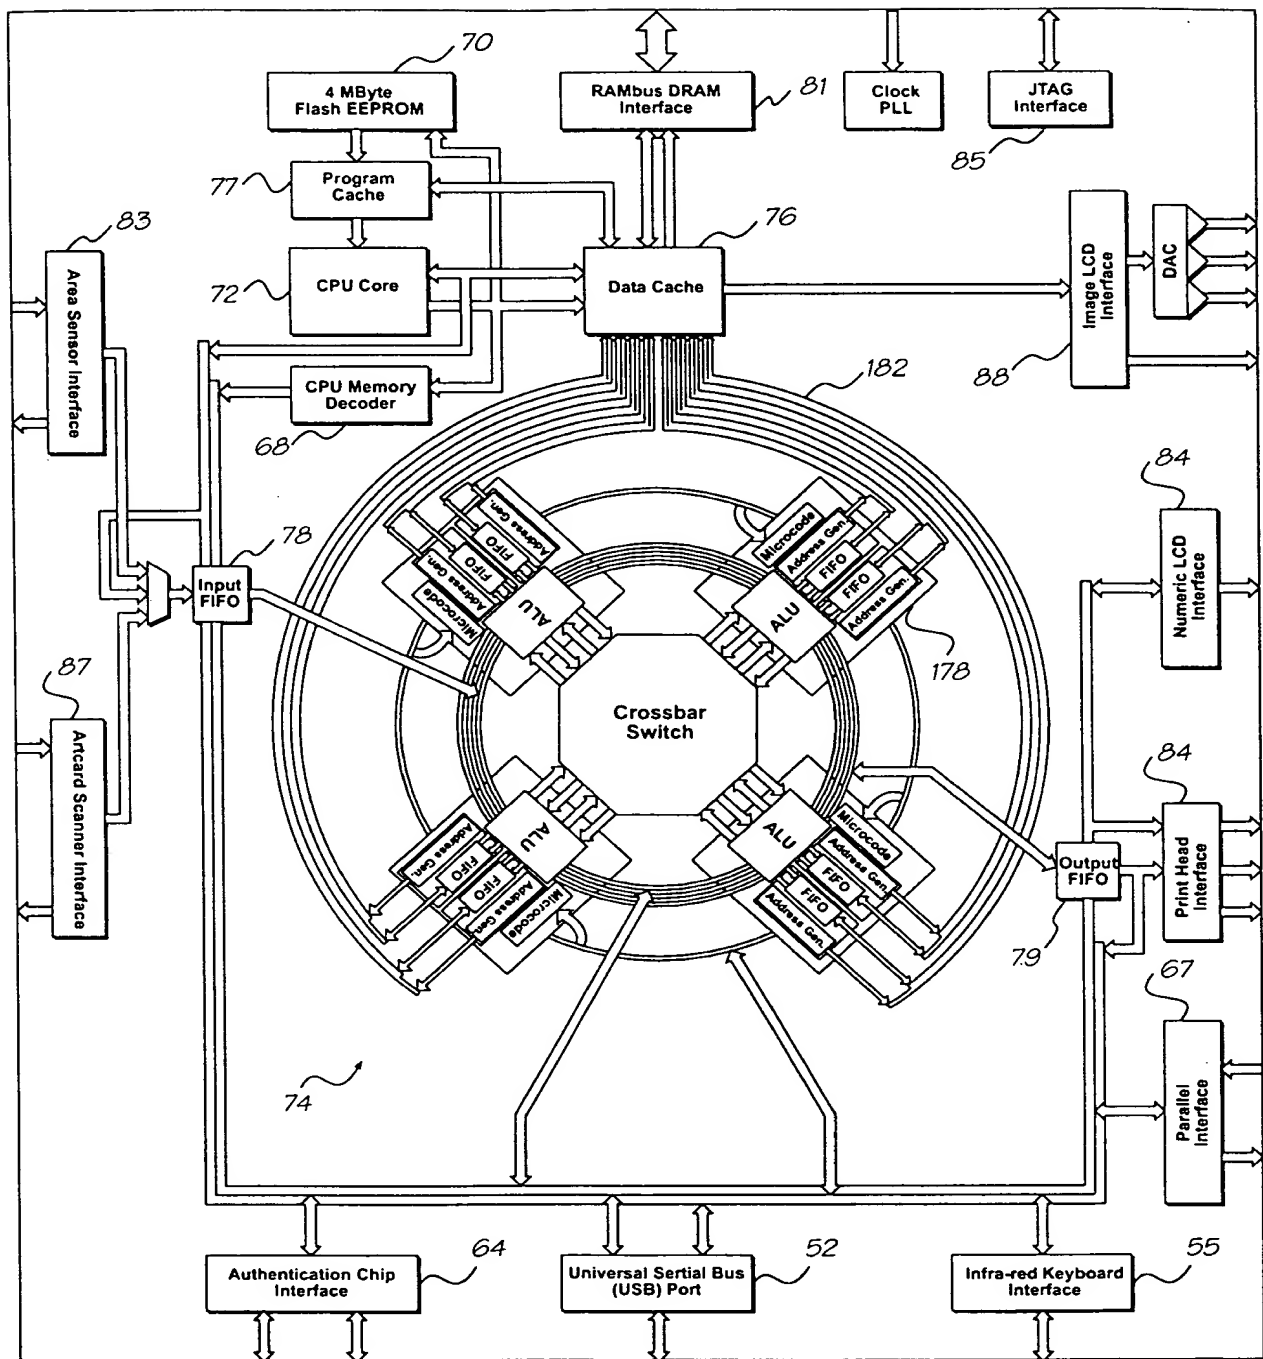 70
4 MByte
Flash EEPROM
RAMbus DRAM
Interface
81
Clock
PLL
JTAG
Interface
85
77
Program
Cache
83
Area Sensor Interface
72
CPU Core
76
Data Cache
Image LCD
Interface
88
DAC
CPU Memory
Decoder
68
182
78
Input
FIFO
Microcode
Address Gen.
FIFO
FIFO
Address Gen.
ALU
Microcode
Address Gen.
FIFO
FIFO
Address Gen.
ALU
178
84
Numeric LCD
Interface
87
Artcard Scanner Interface
Crossbar
Switch
ALU
Address Gen.
FIFO
FIFO
Address Gen.
Microcode
ALU
Microcode
Address Gen.
FIFO
FIFO
Address Gen.
84
Print Head
Interface
Output
FIFO
79
67
Parallel
Interface
74
Authentication Chip
Interface
64
Universal Sertial Bus
(USB) Port
52
Infra-red Keyboard
Interface
55